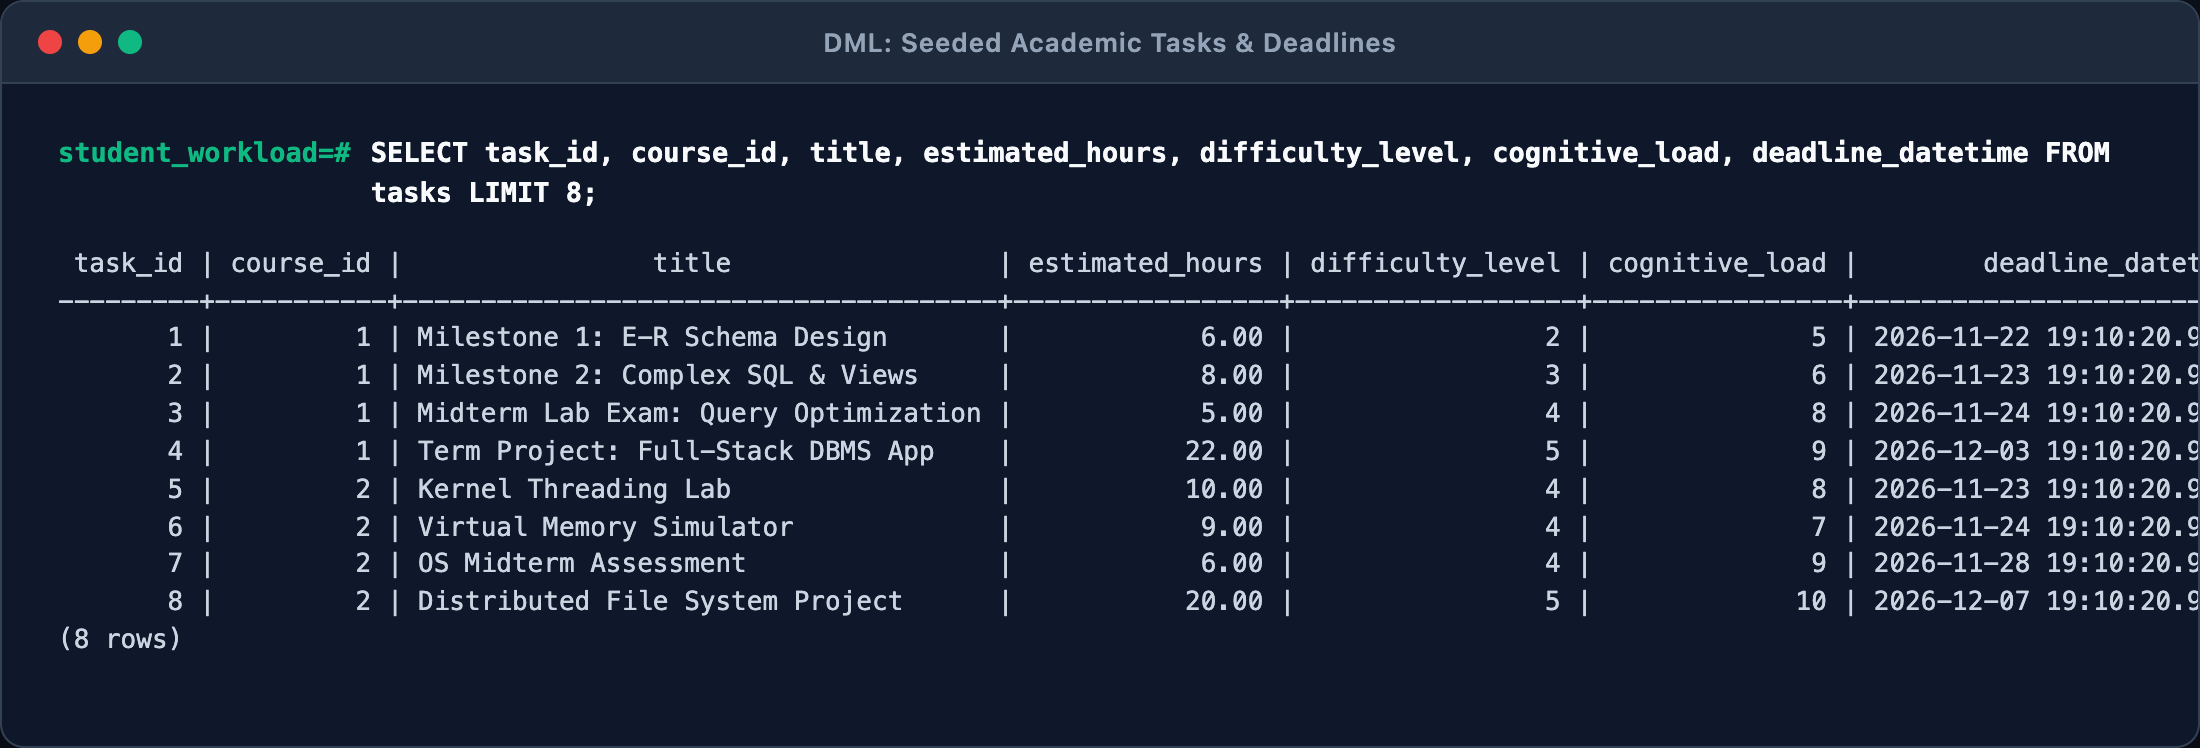 DML: Seeded Academic Tasks & Deadlines
student_workload=# SELECT task_id, course_id, title, estimated_hours, difficulty_level, cognitive_load, deadline_datetime FROM
tasks LIMIT 8;
task_id | course_id | title | estimated_hours | difficulty_level | cognitive_load | deadline_datet
---------+-----------+--------------------------------------+-----------------+------------------+----------------+----------------------
1 | 1 | Milestone 1: E-R Schema Design | 6.00 | 2 | 5 | 2026-11-22 19:10:20.9
2 | 1 | Milestone 2: Complex SQL & Views | 8.00 | 3 | 6 | 2026-11-23 19:10:20.9
3 | 1 | Midterm Lab Exam: Query Optimization | 5.00 | 4 | 8 | 2026-11-24 19:10:20.9
4 | 1 | Term Project: Full-Stack DBMS App | 22.00 | 5 | 9 | 2026-12-03 19:10:20.9
5 | 2 | Kernel Threading Lab | 10.00 | 4 | 8 | 2026-11-23 19:10:20.9
6 | 2 | Virtual Memory Simulator | 9.00 | 4 | 7 | 2026-11-24 19:10:20.9
7 | 2 | OS Midterm Assessment | 6.00 | 4 | 9 | 2026-11-28 19:10:20.9
8 | 2 | Distributed File System Project | 20.00 | 5 | 10 | 2026-12-07 19:10:20.9
(8 rows)